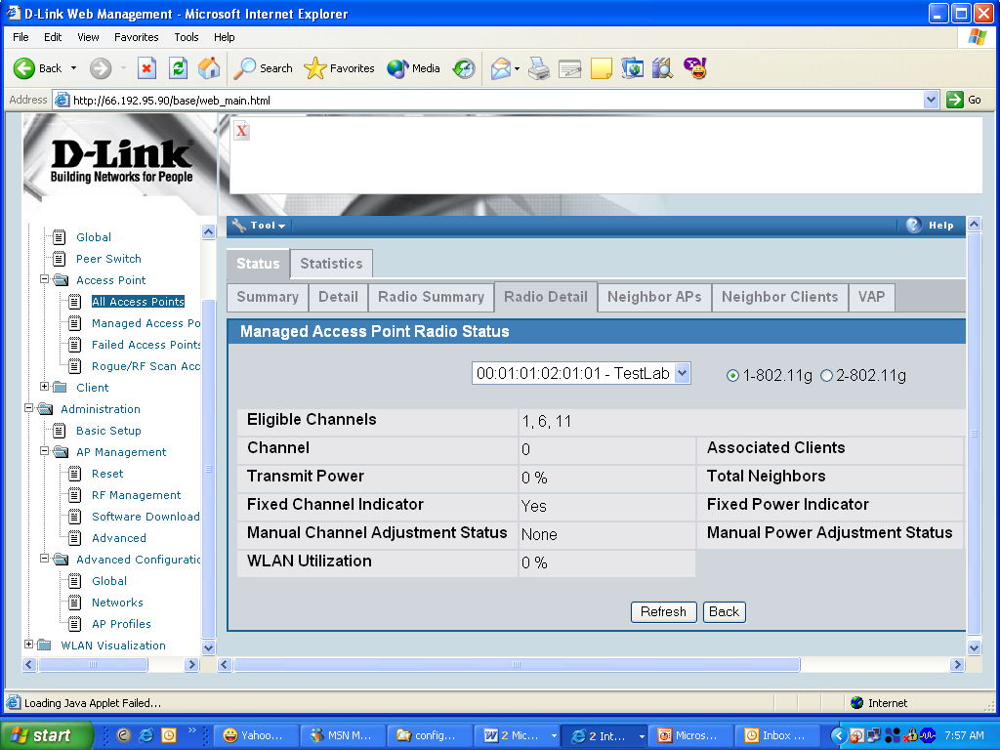 D-Link Web Management - Microsoft Internet Explorer
File Edit View Favorites Tools Help
Back Search Favorites Media
Address http://66.192.95.90/base/web_main.html Go
D-Link
Building Networks for People
Global
Peer Switch
Access Point
All Access Points
Managed Access Po
Failed Access Points
Rogue/RF Scan Acc
Client
Administration
Basic Setup
AP Management
Reset
RF Management
Software Download
Advanced
Advanced Configuratic
Global
Networks
AP Profiles
WLAN Visualization
Tool Help
Status Statistics
Summary Detail Radio Summary Radio Detail Neighbor APs Neighbor Clients VAP
Managed Access Point Radio Status
00:01:01:02:01:01 - TestLab 1-802.11g 2-802.11g
Eligible Channels 1, 6, 11
Channel 0 Associated Clients
Transmit Power 0 % Total Neighbors
Fixed Channel Indicator Yes Fixed Power Indicator
Manual Channel Adjustment Status None Manual Power Adjustment Status
WLAN Utilization 0 %
Refresh Back
Loading Java Applet Failed... Internet
start Yahoo... MSN M... config... 2 Mic... 2 Int... Micros... Inbox ... 7:57 AM